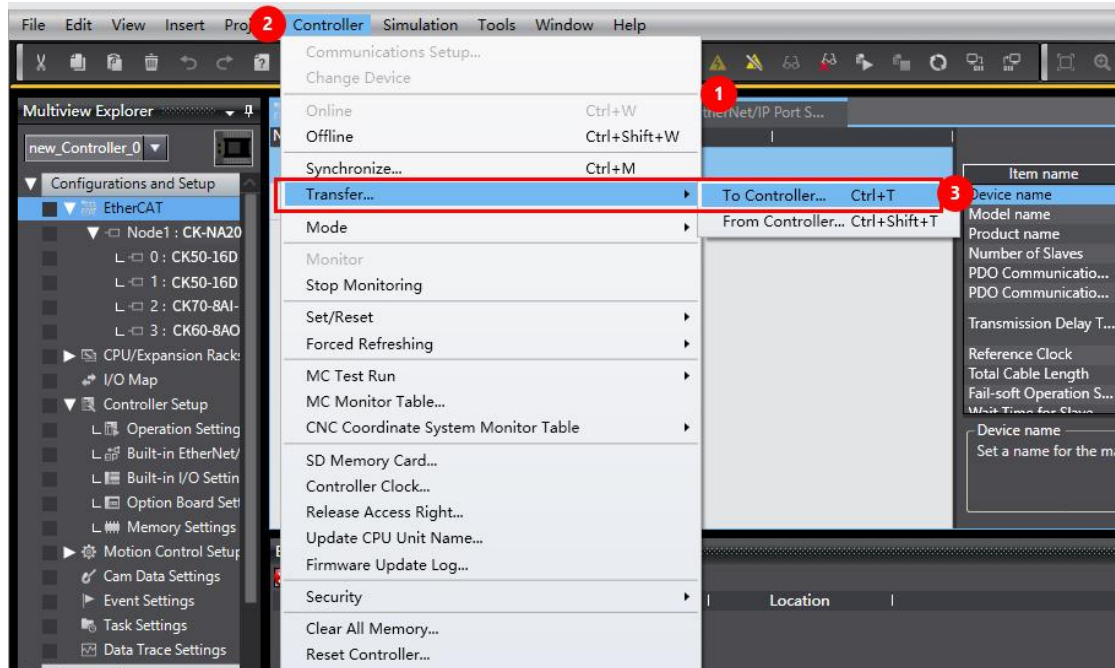 File Edit View Insert Proj 2 Controller Simulation Tools Window Help
Communications Setup...
Change Device
Multiview Explorer
1
therNet/IP Port S...
Online Ctrl+W
Offline Ctrl+Shift+W
new_Controller_0
Synchronize... Ctrl+M
Configurations and Setup
Transfer...
To Controller... Ctrl+T 3
From Controller... Ctrl+Shift+T
EtherCAT
Mode
Node1 : CK-NA20
Monitor
0 : CK50-16D
Stop Monitoring
1 : CK50-16D
2 : CK70-8AI-
Set/Reset
3 : CK60-8AO
Forced Refreshing
CPU/Expansion Racks
I/O Map
MC Test Run
Controller Setup
MC Monitor Table...
Operation Setting
CNC Coordinate System Monitor Table
Built-in EtherNet/
SD Memory Card...
Built-in I/O Settin
Controller Clock...
Option Board Sett
Release Access Right...
Memory Settings
Update CPU Unit Name...
Motion Control Setup
Firmware Update Log...
Cam Data Settings
Event Settings
Security
Task Settings
Clear All Memory...
Data Trace Settings
Reset Controller...
Item name
Device name
Model name
Product name
Number of Slaves
PDO Communicatio...
PDO Communicatio...
Transmission Delay T...
Reference Clock
Total Cable Length
Fail-soft Operation S...
Wait Time for Slave
Device name
Set a name for the ma
Location